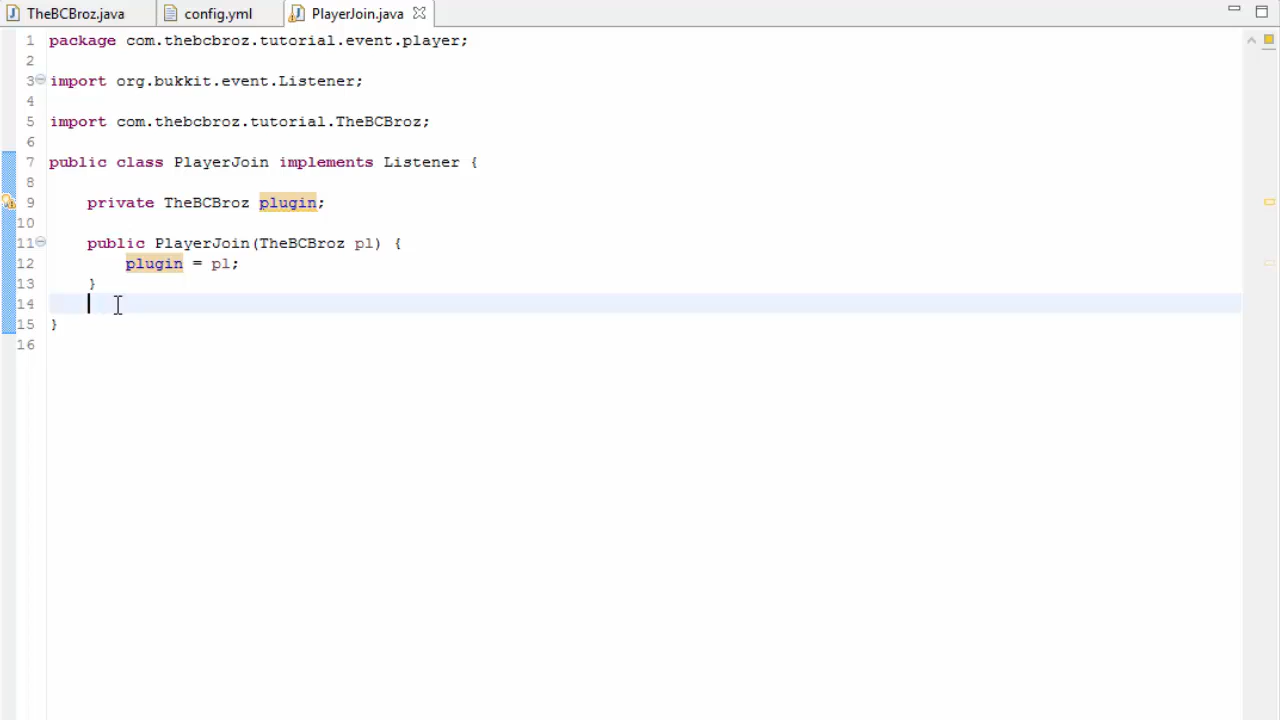 TheBCBroz.java config.yml PlayerJoin.java
1 package com.thebcbroz.tutorial.event.player;
2
3 import org.bukkit.event.Listener;
4
5 import com.thebcbroz.tutorial.TheBCBroz;
6
7 public class PlayerJoin implements Listener {
8
9 private TheBCBroz plugin;
10
11 public PlayerJoin(TheBCBroz pl) {
12 plugin = pl;
13 }
14
15 }
16